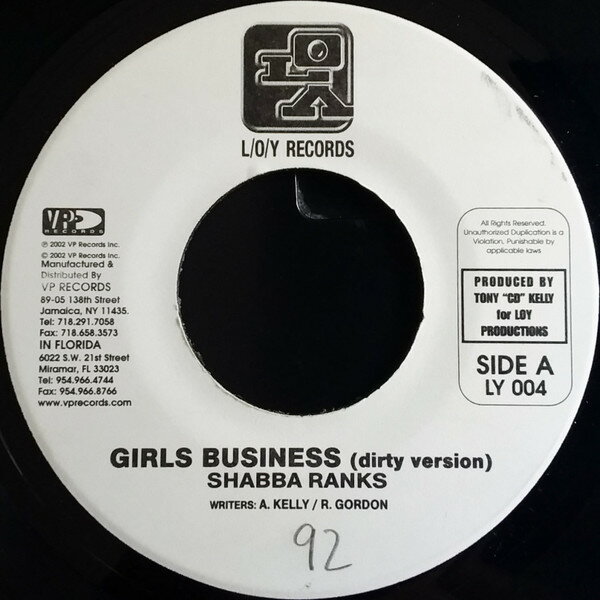 L/O/Y RECORDS
VP
RECORDS
℗ 2002 VP Records Inc.
© 2002 VP Records Inc.
Manufactured &
Distributed By
VP RECORDS
89-05 138th Street
Jamaica, NY 11435.
Tel: 718.291.7058
Fax: 718.658.3573
IN FLORIDA
6022 S.W. 21st Street
Miramar, FL 33023
Tel: 954.966.4744
Fax: 954.966.8766
www.vprecords.com
All Rights Reserved.
Unauthorized Duplication is a
Violation. Punishable by
applicable laws
PRODUCED BY
TONY "CD" KELLY
for LOY
PRODUCTIONS
SIDE A
LY 004
GIRLS BUSINESS (dirty version)
SHABBA RANKS
WRITERS: A. KELLY / R. GORDON
92